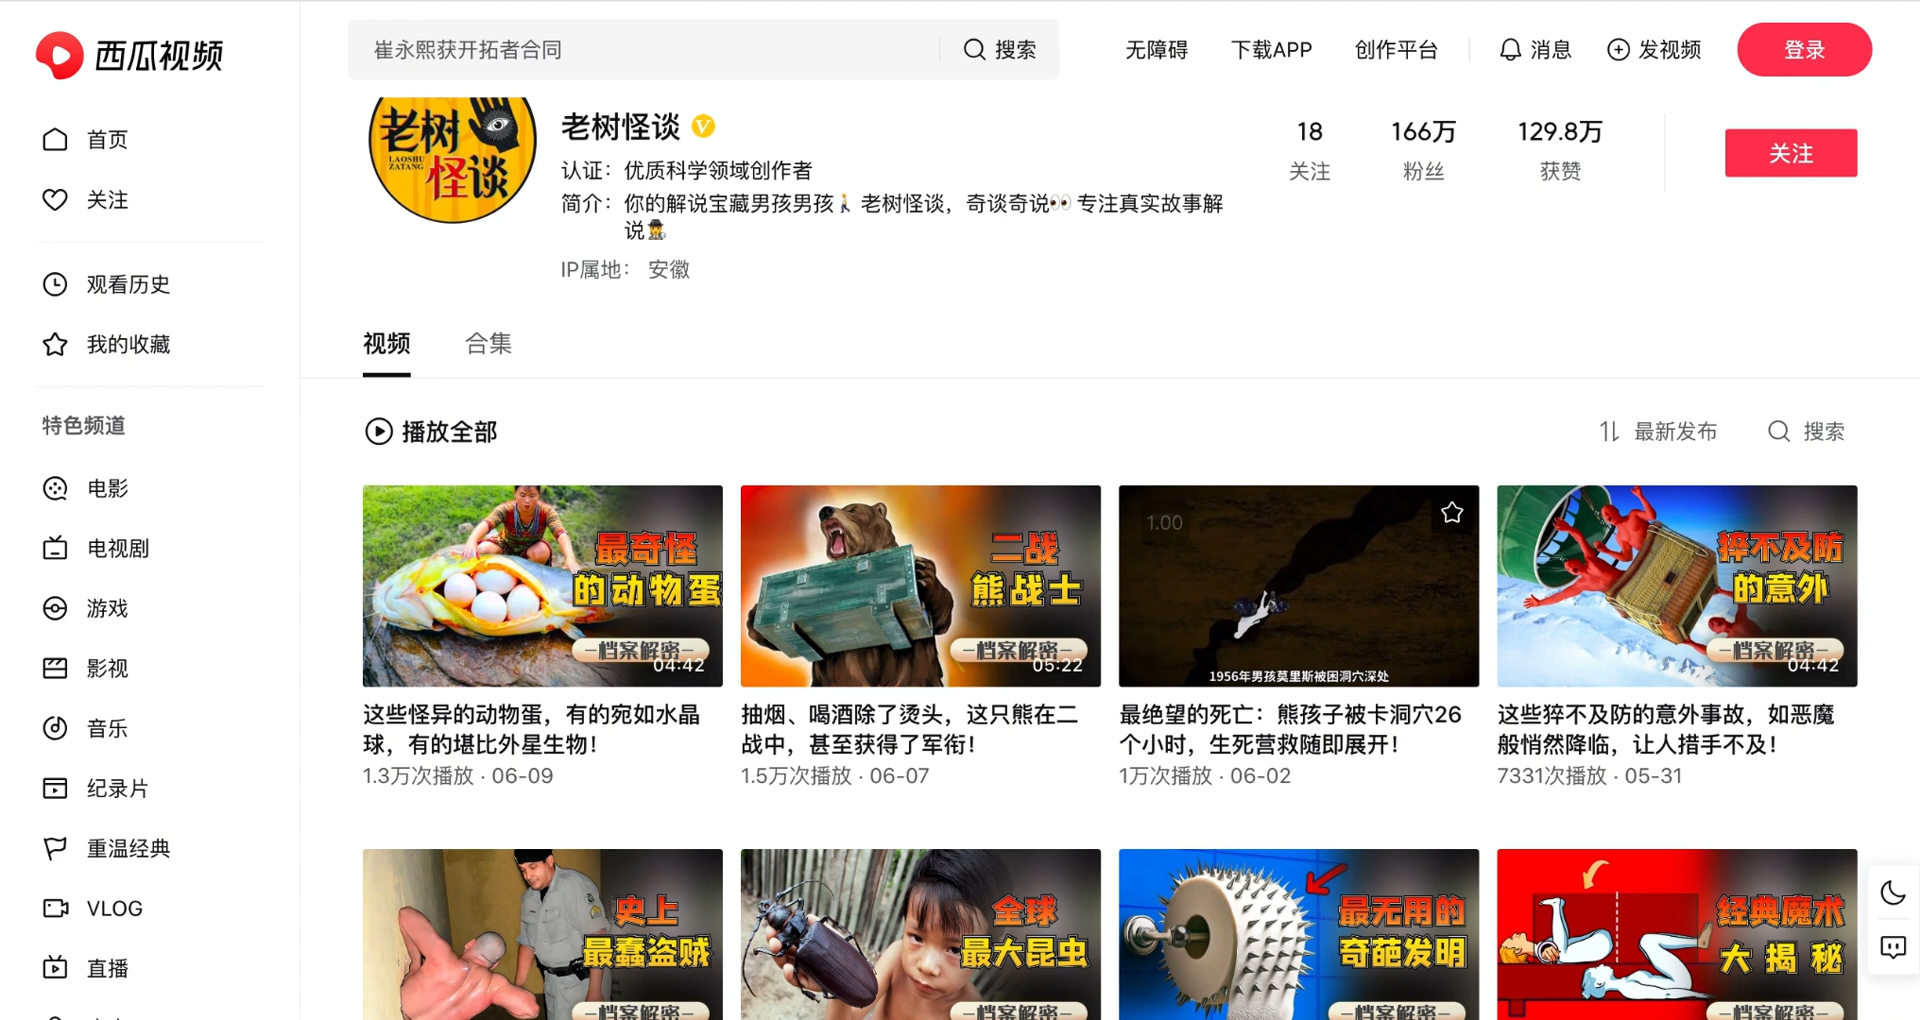 西瓜视频
崔永熙获开拓者合同
搜索
无障碍
下载APP
创作平台
消息
发视频
登录
首页
关注
观看历史
我的收藏
特色频道
电影
电视剧
游戏
影视
音乐
纪录片
重温经典
VLOG
直播
老树
LAOSHU
ZATANG
怪谈
老树怪谈
认证：优质科学领域创作者
简介：你的解说宝藏男孩男孩🚶老树怪谈，奇谈奇说👀专注真实故事解
说🕵
IP属地：安徽
18
关注
166万
粉丝
129.8万
获赞
关注
视频
合集
播放全部
最新发布
搜索
最奇怪
的动物蛋
-档案解密-
04:42
这些怪异的动物蛋，有的宛如水晶
球，有的堪比外星生物！
1.3万次播放 · 06-09
二战
熊战士
-档案解密-
05:22
抽烟、喝酒除了烫头，这只熊在二
战中，甚至获得了军衔！
1.5万次播放 · 06-07
1.00
1956年男孩莫里斯被困洞穴深处
最绝望的死亡：熊孩子被卡洞穴26
个小时，生死营救随即展开！
1万次播放 · 06-02
猝不及防
的意外
-档案解密-
04:42
这些猝不及防的意外事故，如恶魔
般悄然降临，让人措手不及！
7331次播放 · 05-31
史上
最蠢盗贼
-档案解密-
全球
最大昆虫
-档案解密-
最无用的
奇葩发明
-档案解密-
经典魔术
大揭秘
-档案解密-